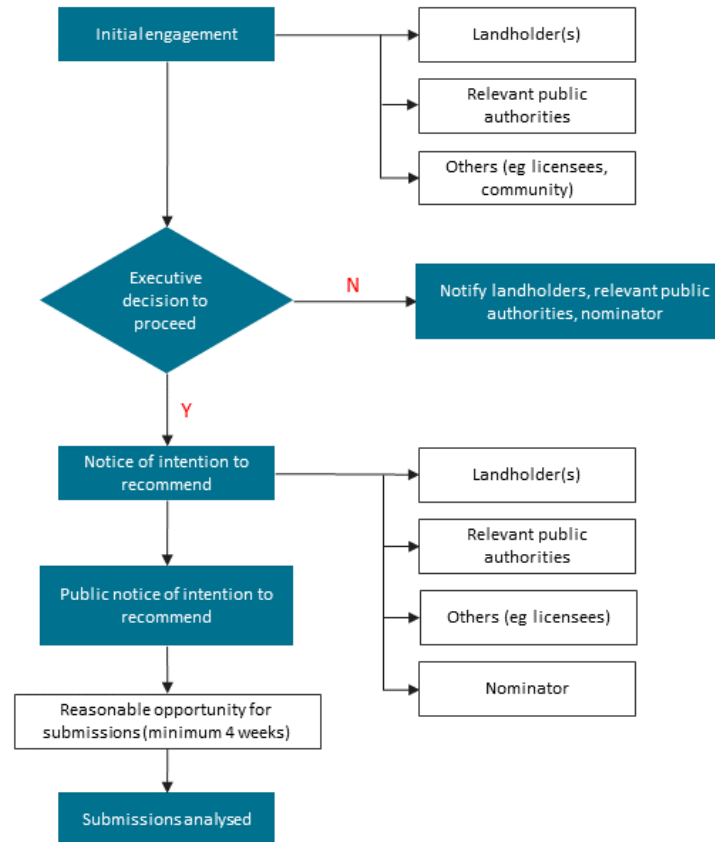 Initial engagement
Landholder(s)
Relevant public
authorities
Others (eg licensees,
community)
Executive
decision to
proceed
N
Notify landholders, relevant public
authorities, nominator
Y
Notice of intention to
recommend
Landholder(s)
Relevant public
authorities
Public notice of intention to
recommend
Others (eg licensees)
Nominator
Reasonable opportunity for
submissions (minimum 4 weeks)
Submissions analysed